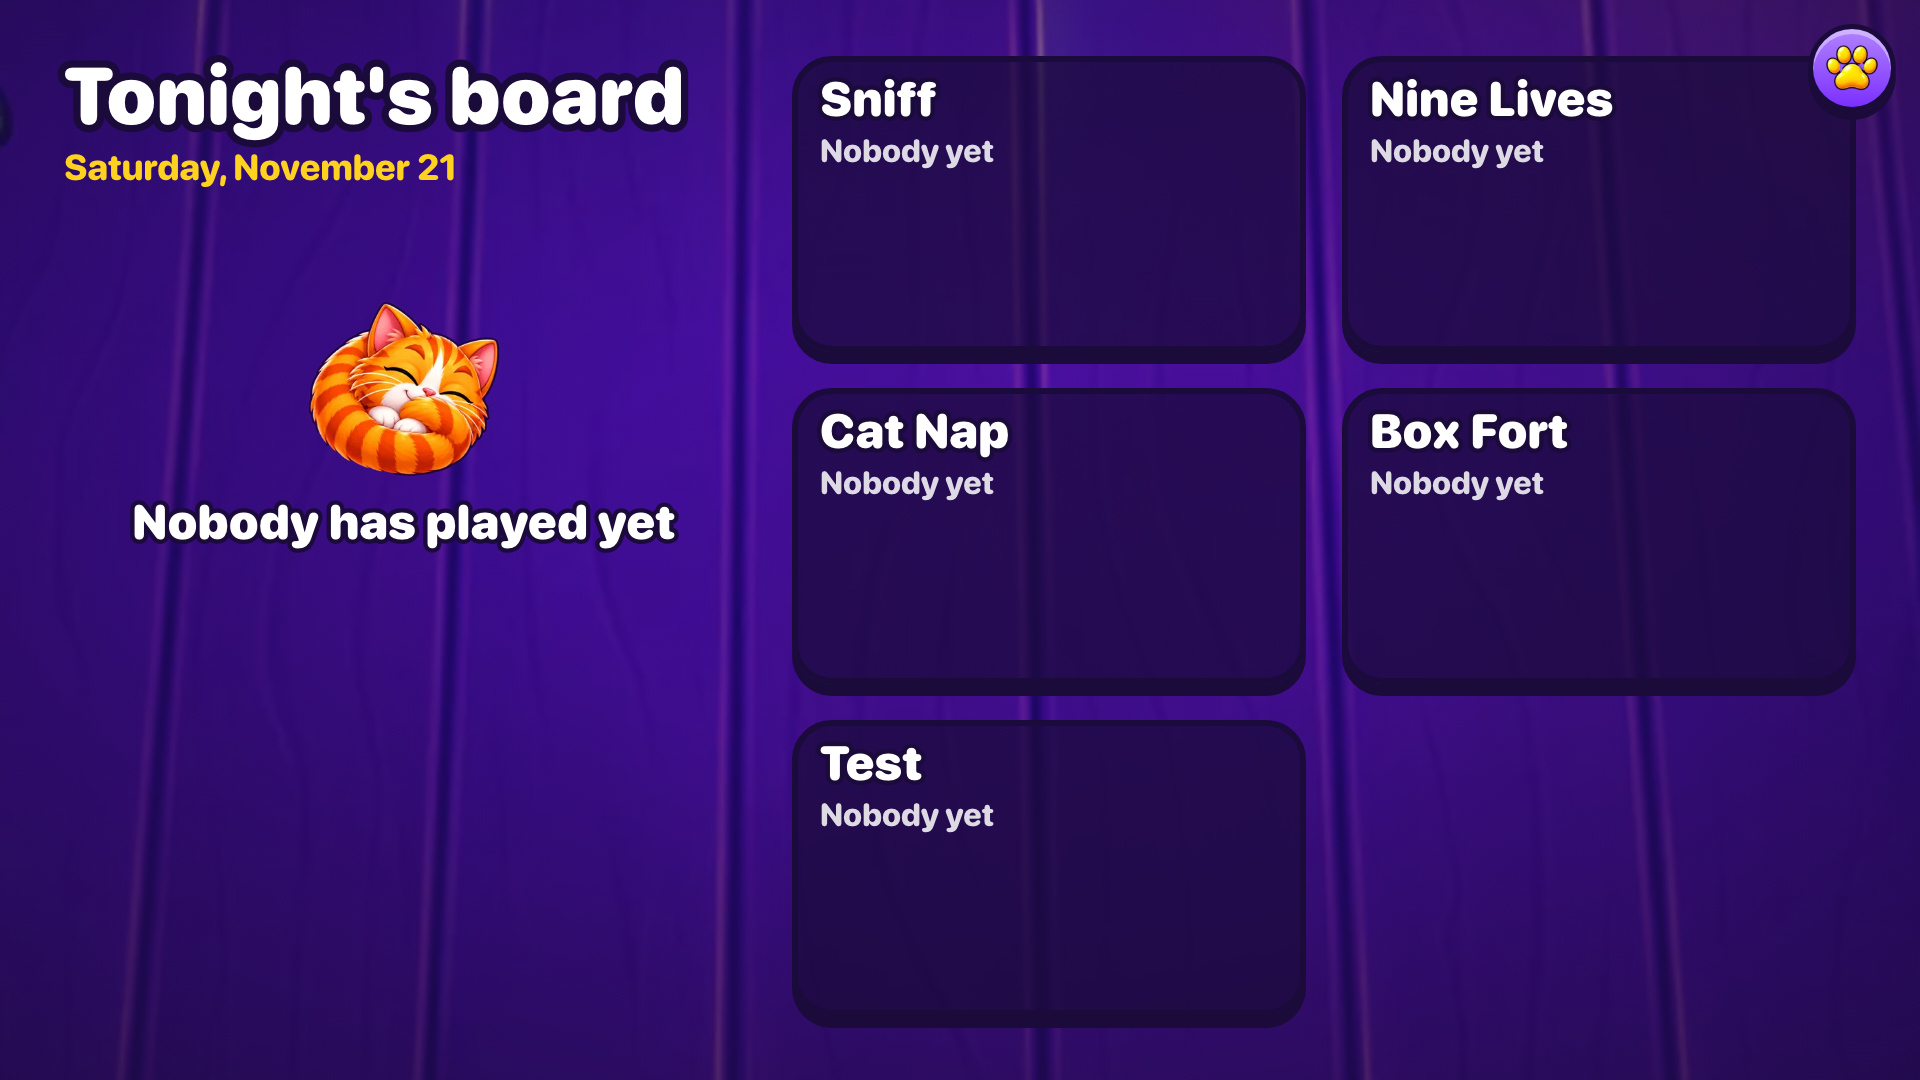 Tonight's board
Saturday, November 21
Nobody has played yet
Sniff
Nobody yet
Nine Lives
Nobody yet
Cat Nap
Nobody yet
Box Fort
Nobody yet
Test
Nobody yet